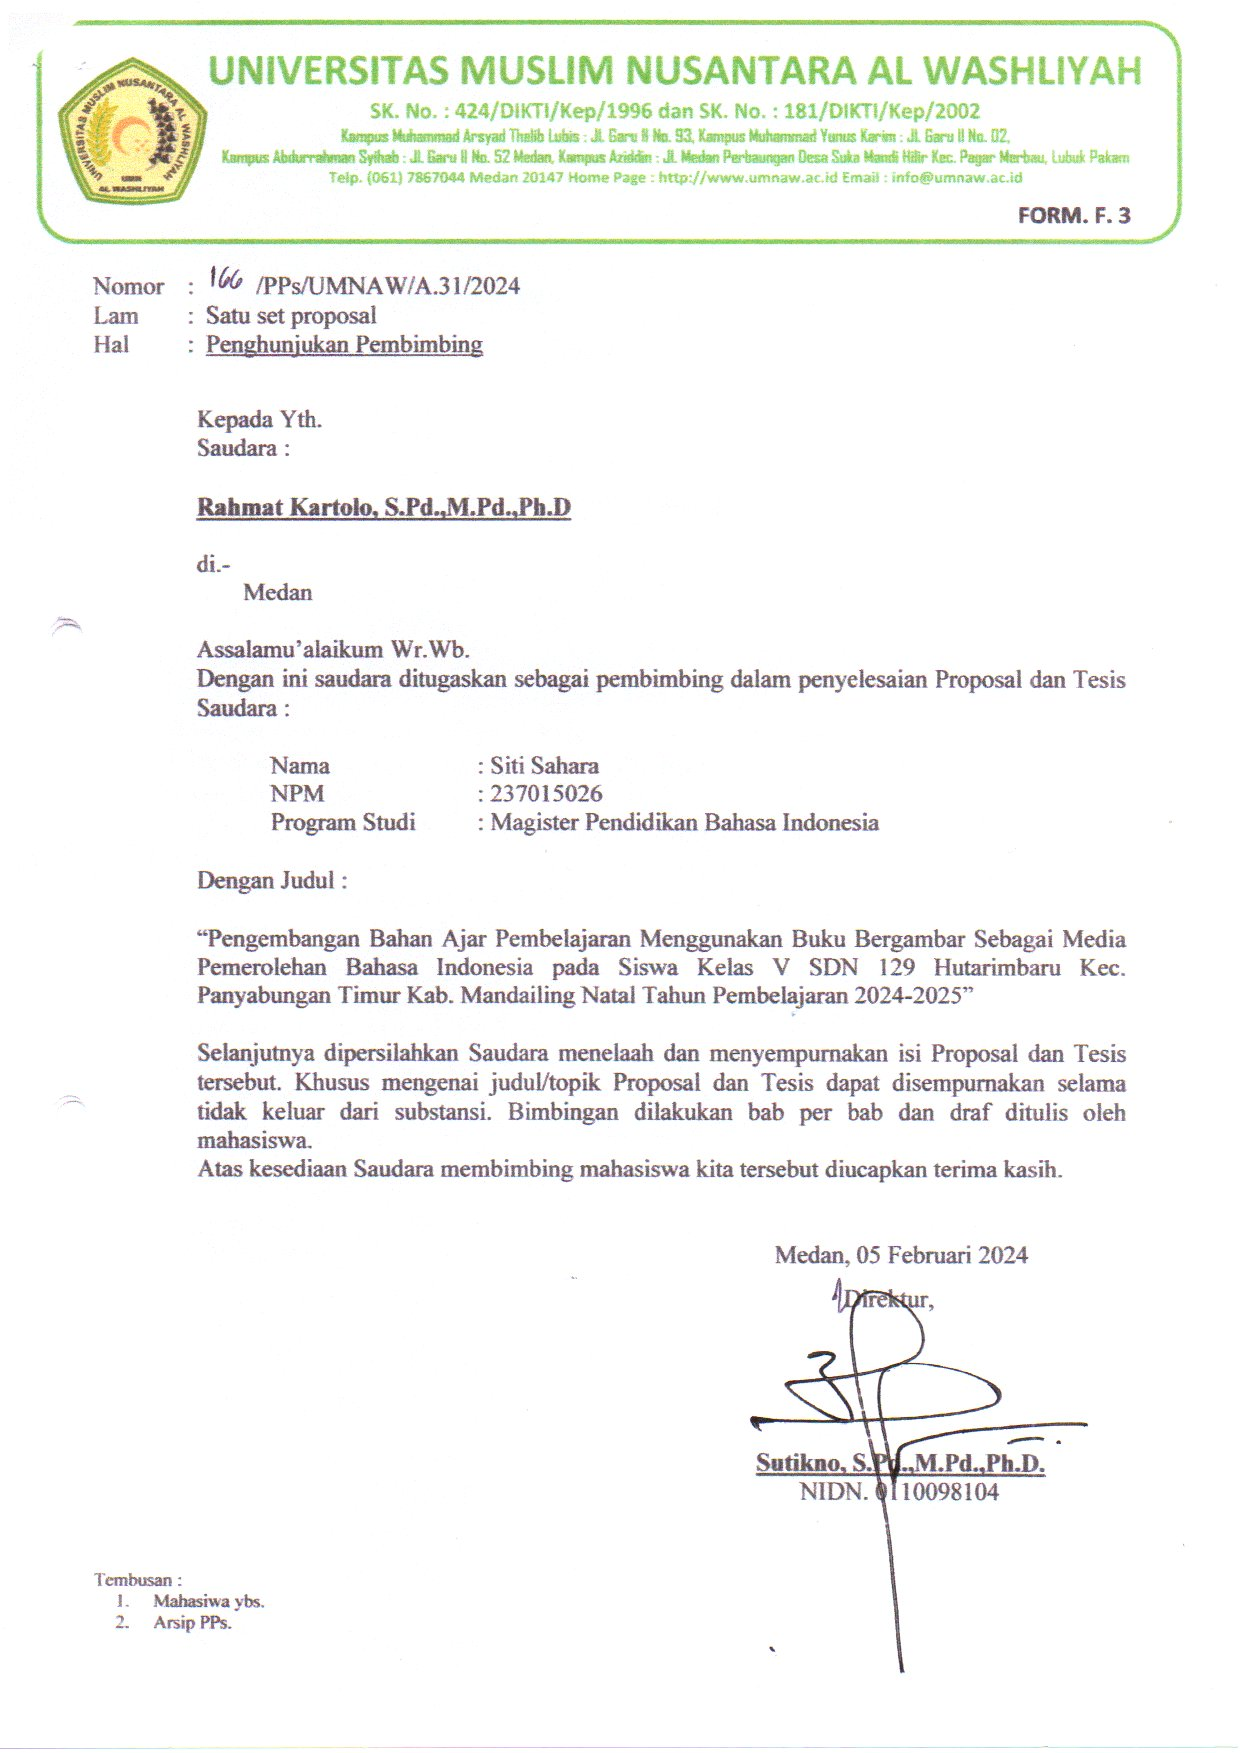 UNIVERSITAS MUSLIM NUSANTARA AL WASHLIYAH
SK. No. : 424/DIKTI/Kep/1996 dan SK. No. : 181/DIKTI/Kep/2002
Kampus Muhammad Arsyad Thalib Lubis : Jl. Garu II No. 93, Kampus Muhammad Yunus Karim : Jl. Garu II No. 02,
Kampus Abdurrahman Syihab : Jl. Garu II No. 52 Medan, Kampus Aziddin : Jl. Medan Perbaungan Desa Suka Mandi Hilir Kec. Pagar Merbau, Lubuk Pakam
Telp. (061) 7867044 Medan 20147 Home Page : http://www.umnaw.ac.id Email : info@umnaw.ac.id
UNIVERSITAS MUSLIM NUSANTARA AL WASHLIYAH
UMN
AL WASHLIYAH
FORM. F. 3
Nomor : 166 /PPs/UMNAW/A.31/2024
Lam : Satu set proposal
Hal : Penghunjukan Pembimbing
Kepada Yth.
Saudara :
Rahmat Kartolo, S.Pd.,M.Pd.,Ph.D
di.-
Medan
Assalamu’alaikum Wr.Wb.
Dengan ini saudara ditugaskan sebagai pembimbing dalam penyelesaian Proposal dan Tesis
Saudara :
Nama : Siti Sahara
NPM : 237015026
Program Studi : Magister Pendidikan Bahasa Indonesia
Dengan Judul :
“Pengembangan Bahan Ajar Pembelajaran Menggunakan Buku Bergambar Sebagai Media
Pemerolehan Bahasa Indonesia pada Siswa Kelas V SDN 129 Hutarimbaru Kec.
Panyabungan Timur Kab. Mandailing Natal Tahun Pembelajaran 2024-2025”
Selanjutnya dipersilahkan Saudara menelaah dan menyempurnakan isi Proposal dan Tesis
tersebut. Khusus mengenai judul/topik Proposal dan Tesis dapat disempurnakan selama
tidak keluar dari substansi. Bimbingan dilakukan bab per bab dan draf ditulis oleh
mahasiswa.
Atas kesediaan Saudara membimbing mahasiswa kita tersebut diucapkan terima kasih.
Medan, 05 Februari 2024
Direktur,
Sutikno, S.Pd.,M.Pd.,Ph.D.
NIDN. 0110098104
Tembusan :
1. Mahasiwa ybs.
2. Arsip PPs.